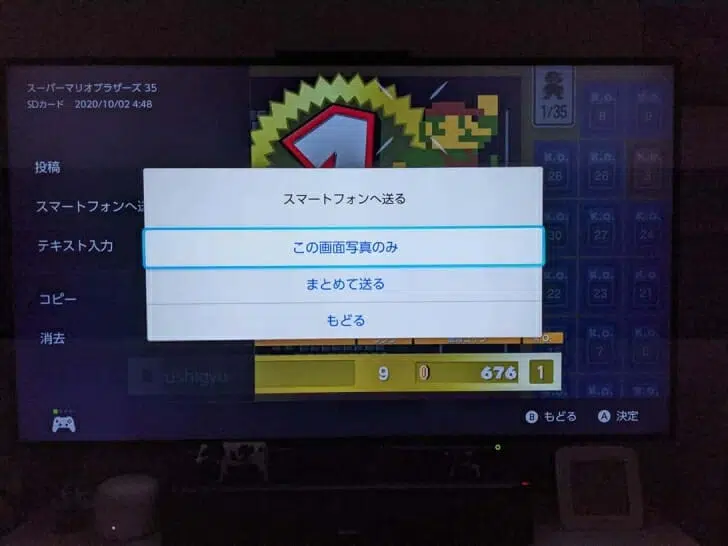 スーパーマリオブラザーズ 35
SDカード 2020/10/02 4:48
投稿
スマートフォンへ送
テキスト入力
コピー
消去
スマートフォンへ送る
この画面写真のみ
まとめて送る
もどる
1
1/35
K.O. K.O.
8 9
K.O. K.O.
28 26
30 27 24
22 23 21
K.O. K.O.
7
K.O.
ushigyu
9 0 676 1
B もどる A 決定